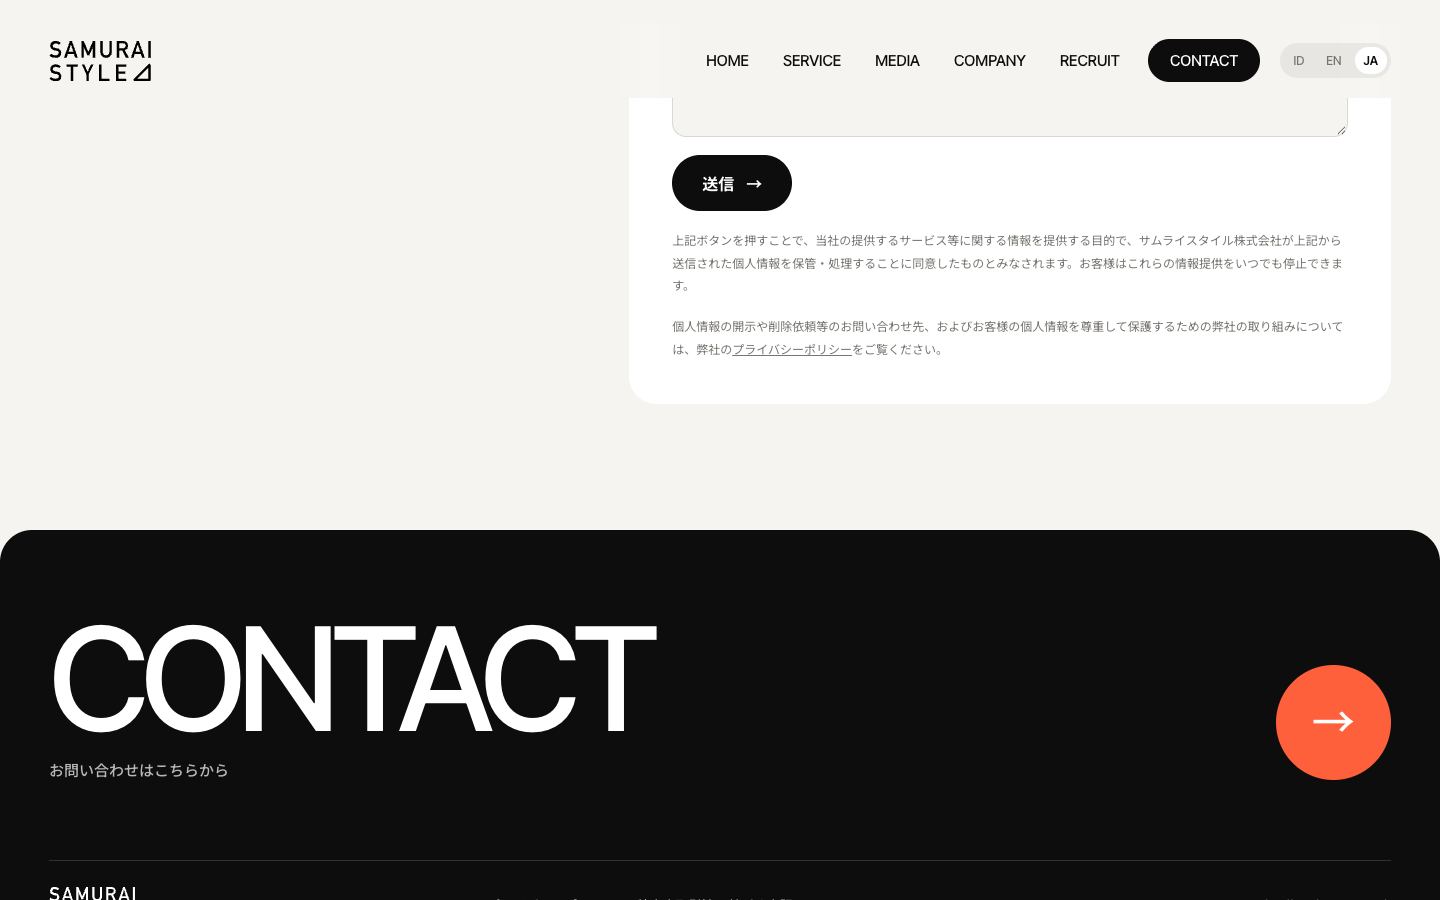 SAMURAI
STYLE
HOME
SERVICE
MEDIA
COMPANY
RECRUIT
CONTACT
ID
EN
JA
送信 →
上記ボタンを押すことで、当社の提供するサービス等に関する情報を提供する目的で、サムライスタイル株式会社が上記から
送信された個人情報を保管・処理することに同意したものとみなされます。お客様はこれらの情報提供をいつでも停止できま
す。
個人情報の開示や削除依頼等のお問い合わせ先、およびお客様の個人情報を尊重して保護するための弊社の取り組みについて
は、弊社のプライバシーポリシーをご覧ください。
CONTACT
お問い合わせはこちらから
→
SAMURAI